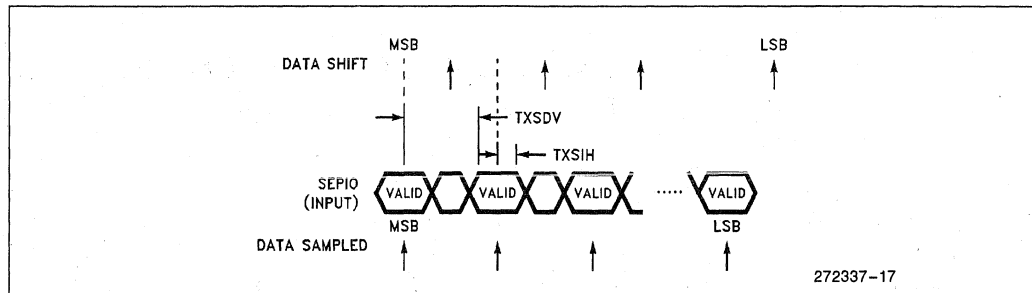 MSB LSB
DATA SHIFT
TXSDV
TXSIH
SEPIO
(INPUT)
VALID VALID VALID ..... VALID
MSB LSB
DATA SAMPLED
272337-17